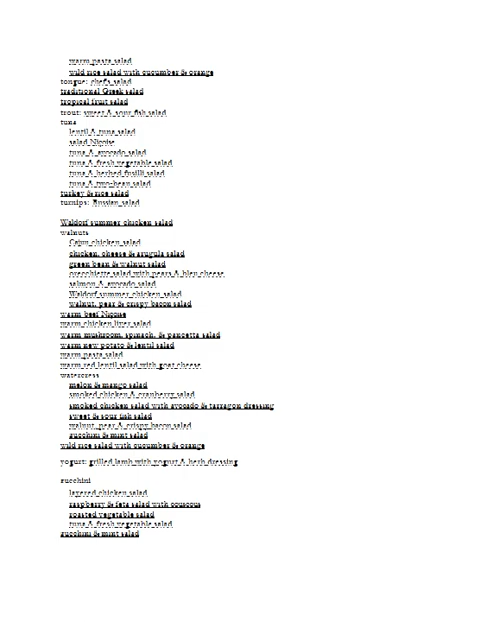 warm pasta salad
wild rice salad with cucumber & orange
tongue: chef's salad
traditional Greek salad
tropical fruit salad
trout: sweet & sour fish salad
tuna
lentil & tuna salad
salad Niçoise
tuna & avocado salad
tuna & fresh vegetable salad
tuna & herbed fusilli salad
tuna & two-bean salad
turkey & rice salad
turnips: Russian salad
Waldorf summer chicken salad
walnuts
Cajun chicken salad
chicken, cheese & arugula salad
green bean & walnut salad
orecchiette salad with pears & bleu cheese
salmon & avocado salad
Waldorf summer chicken salad
walnut, pear & crispy bacon salad
warm beef Niçoise
warm chicken liver salad
warm mushroom, spinach, & pancetta salad
warm new potato & lentil salad
warm pasta salad
warm red lentil salad with goat cheese
watercress
melon & mango salad
smoked chicken & cranberry salad
smoked chicken salad with avocado & tarragon dressing
sweet & sour fish salad
walnut, pear & crispy bacon salad
zucchini & mint salad
wild rice salad with cucumber & orange
yogurt: grilled lamb with yogurt & herb dressing
zucchini
layered chicken salad
raspberry & feta salad with couscous
roasted vegetable salad
tuna & fresh vegetable salad
zucchini & mint salad